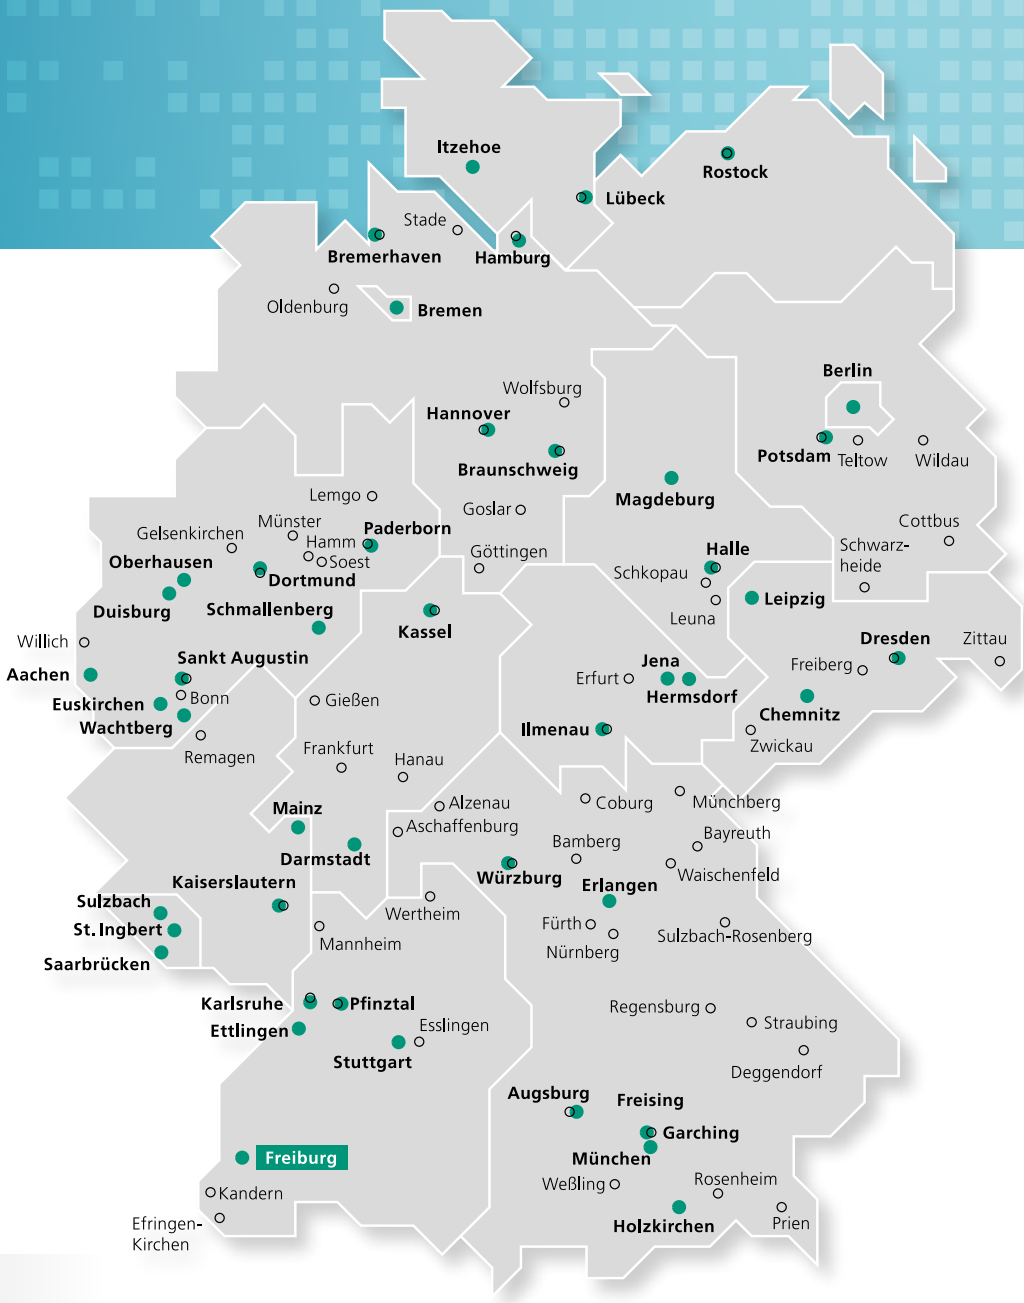 Itzehoe
Rostock
Lübeck
Stade
Bremerhaven
Hamburg
Oldenburg
Bremen
Berlin
Wolfsburg
Hannover
Potsdam
Teltow
Wildau
Braunschweig
Magdeburg
Lemgo
Goslar
Münster
Gelsenkirchen
Paderborn
Cottbus
Hamm
Soest
Göttingen
Halle
Schwarz-
heide
Oberhausen
Dortmund
Schkopau
Duisburg
Schmallenberg
Leipzig
Leuna
Kassel
Willich
Dresden
Zittau
Sankt Augustin
Jena
Freiberg
Aachen
Erfurt
Hermsdorf
Euskirchen
Bonn
Gießen
Chemnitz
Wachtberg
Ilmenau
Zwickau
Remagen
Frankfurt
Hanau
Mainz
Alzenau
Coburg
Münchberg
Aschaffenburg
Bayreuth
Darmstadt
Bamberg
Waischenfeld
Kaiserslautern
Würzburg
Erlangen
Sulzbach
Wertheim
St. Ingbert
Mannheim
Fürth
Nürnberg
Sulzbach-Rosenberg
Saarbrücken
Karlsruhe
Pfinztal
Regensburg
Ettlingen
Esslingen
Straubing
Stuttgart
Deggendorf
Augsburg
Freising
Garching
Freiburg
München
Weßling
Rosenheim
Kandern
Holzkirchen
Prien
Efringen-
Kirchen